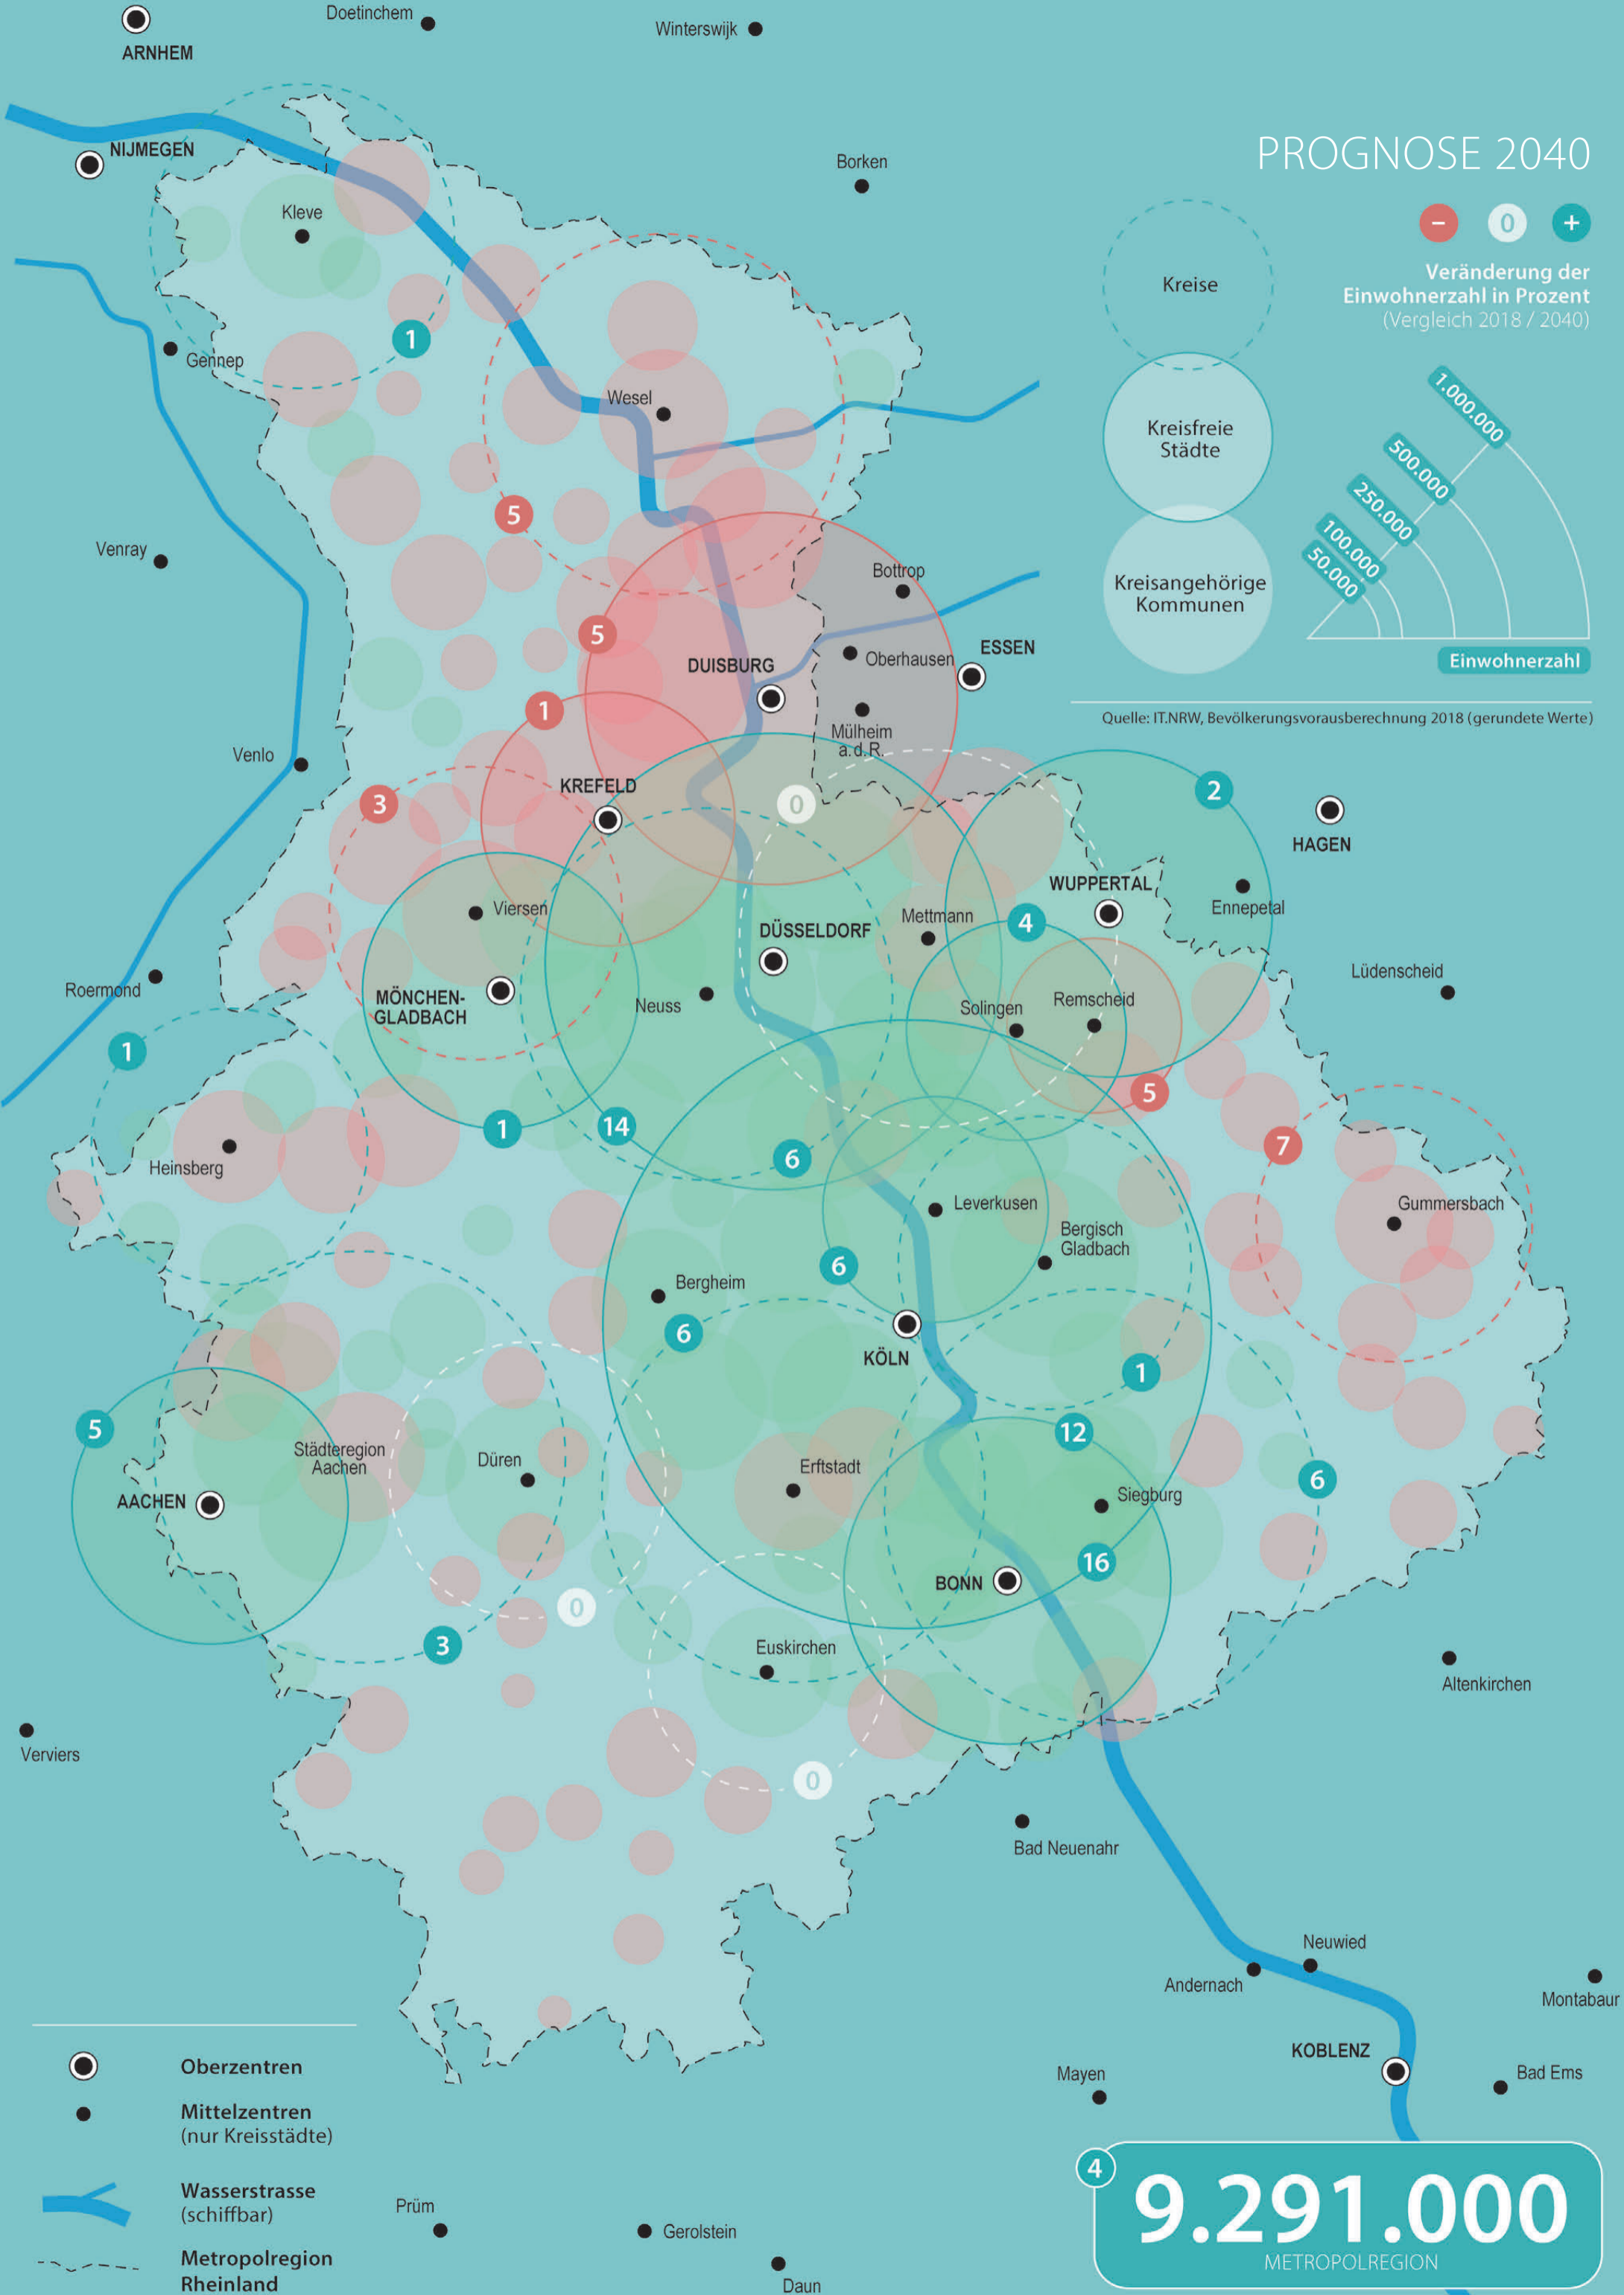 Doetinchem
Winterswijk
ARNHEM
NIJMEGEN
Borken
PROGNOSE 2040
Kleve
−
0
+
Veränderung der
Einwohnerzahl in Prozent
(Vergleich 2018 / 2040)
Kreise
1
Gennep
Wesel
1.000.000
500.000
250.000
100.000
50.000
Kreisfreie
Städte
5
Venray
Bottrop
Kreisangehörige
Kommunen
5
Oberhausen
ESSEN
DUISBURG
Einwohnerzahl
1
Mülheim
a.d.R.
Quelle: IT.NRW, Bevölkerungsvorausberechnung 2018 (gerundete Werte)
Venlo
KREFELD
3
0
2
HAGEN
WUPPERTAL
Ennepetal
Viersen
Mettmann
4
DÜSSELDORF
Lüdenscheid
Roermond
MÖNCHEN-
GLADBACH
Neuss
Solingen
Remscheid
1
5
1
14
6
7
Heinsberg
Leverkusen
Gummersbach
Bergisch
Gladbach
6
Bergheim
6
KÖLN
1
5
12
Städteregion
Aachen
Düren
Erftstadt
6
AACHEN
Siegburg
16
BONN
0
3
Euskirchen
Altenkirchen
Verviers
0
Bad Neuenahr
Neuwied
Andernach
Montabaur
KOBLENZ
Oberzentren
Mayen
Bad Ems
Mittelzentren
(nur Kreisstädte)
4
9.291.000
METROPOLREGION
Wasserstrasse
(schiffbar)
Prüm
Gerolstein
Metropolregion
Rheinland
Daun